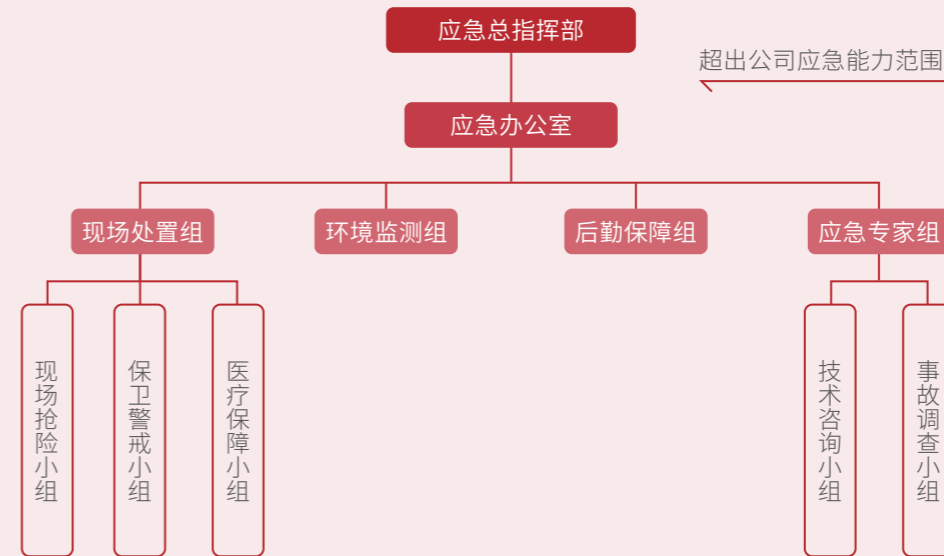 应急总指挥部
超出公司应急能力范围
应急办公室
现场处置组
环境监测组
后勤保障组
应急专家组
现场抢险小组
保卫警戒小组
医疗保障小组
技术咨询小组
事故调查小组